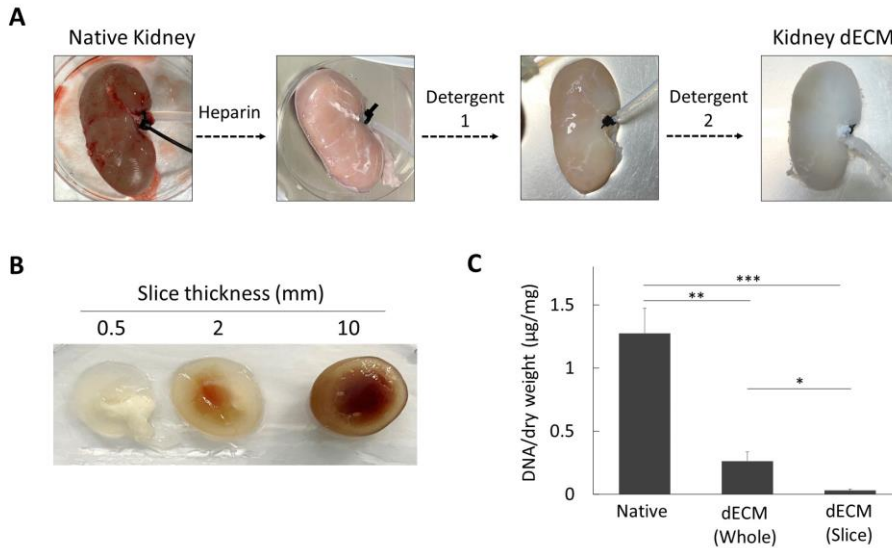 A
Native Kidney
Kidney dECM
Heparin
Detergent
1
Detergent
2
B
Slice thickness (mm)
0.5 2 10
C
DNA/dry weight (µg/mg)
1.5
1
0.5
0
***
**
*
Native
dECM
(Whole)
dECM
(Slice)